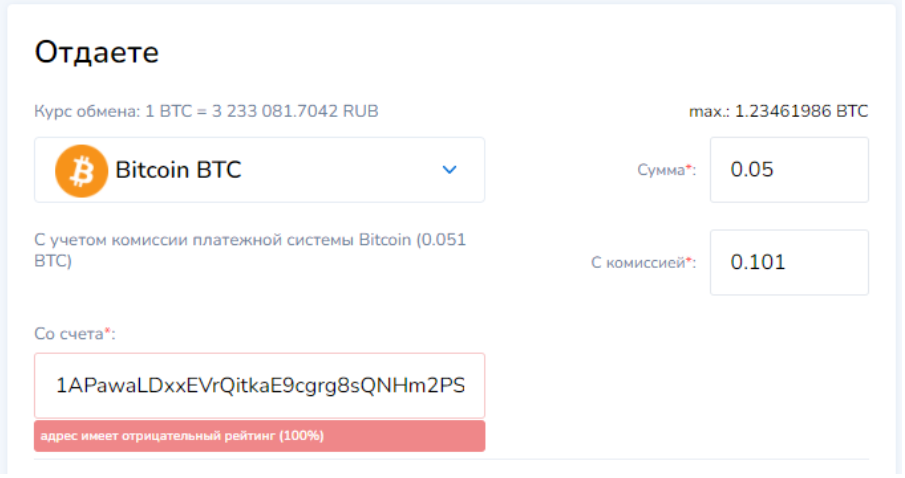 Отдаете
Курс обмена: 1 BTC = 3 233 081.7042 RUB
max.: 1.23461986 BTC
Bitcoin BTC
Сумма*:
0.05
С учетом комиссии платежной системы Bitcoin (0.051
BTC)
С комиссией*:
0.101
Со счета*:
1APawaLDxxEVrQitkaE9cgrg8sQNHm2PS
адрес имеет отрицательный рейтинг (100%)